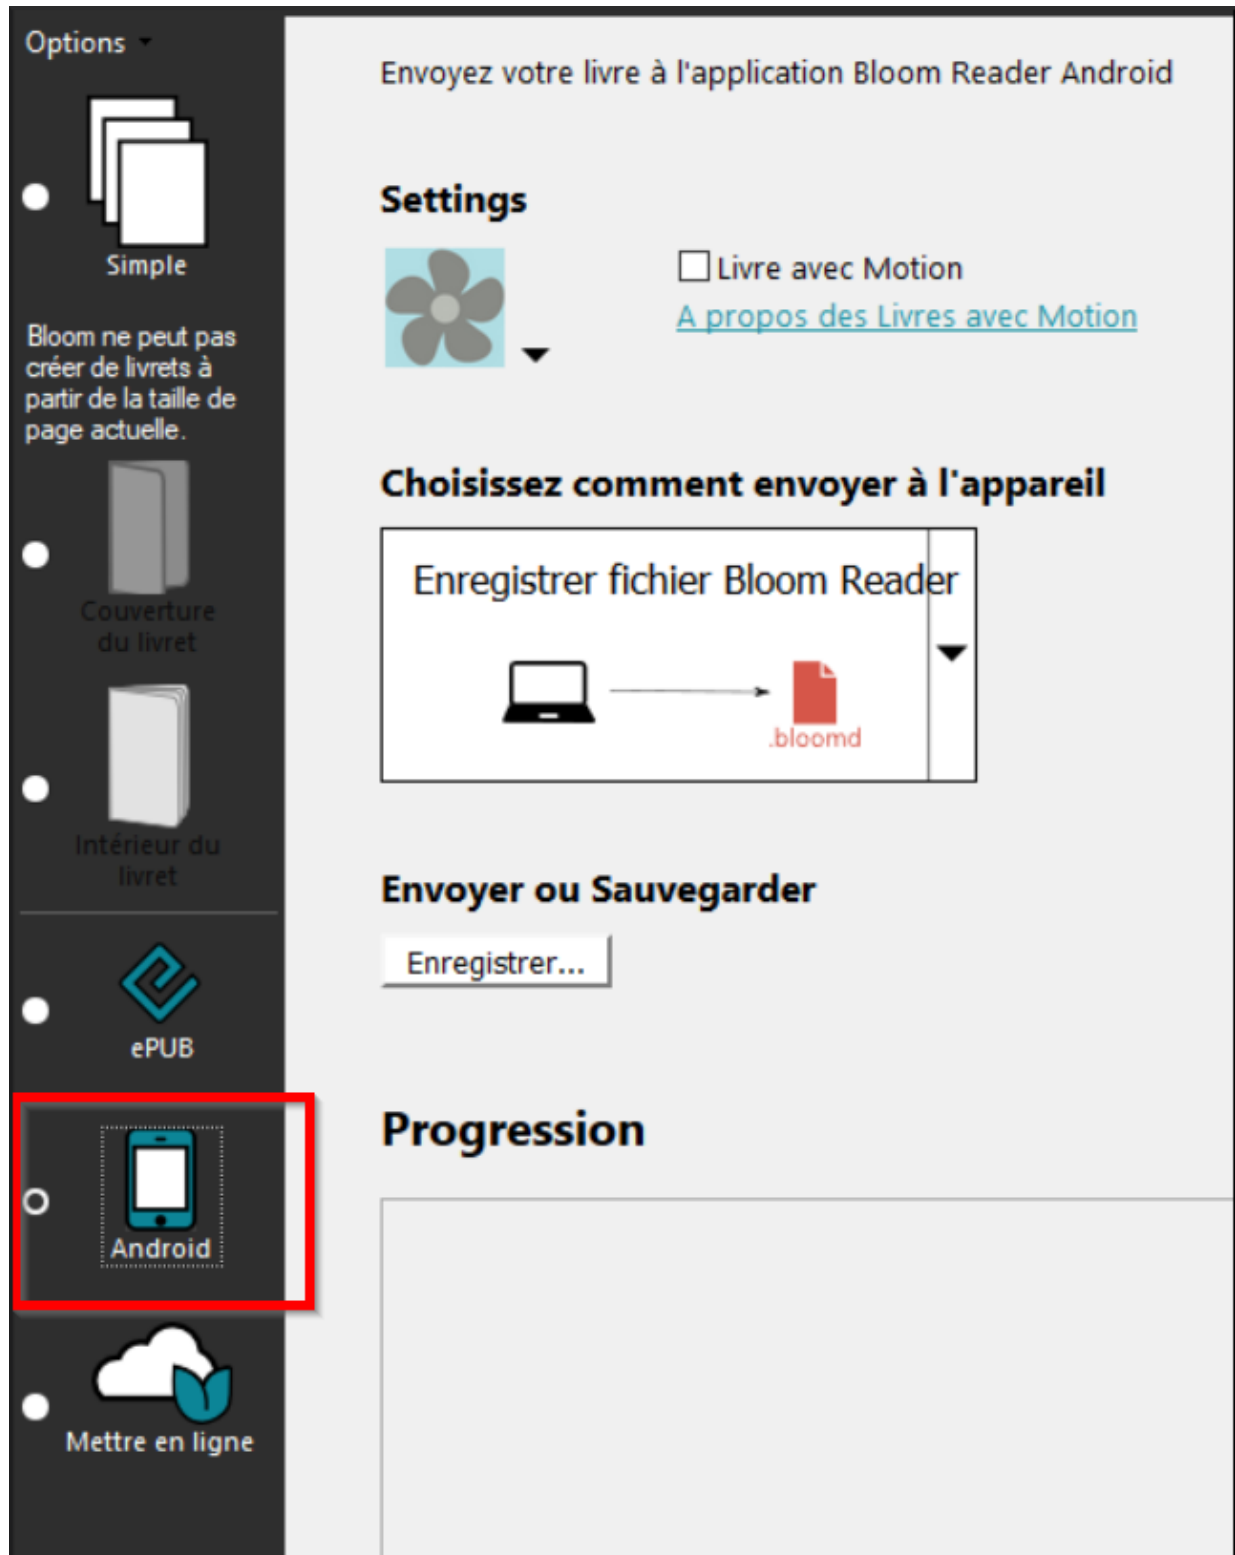 Options
Simple
Bloom ne peut pas
créer de livrets à
partir de la taille de
page actuelle.
Couverture
du livret
Intérieur du
livret
ePUB
Android
Mettre en ligne
Envoyez votre livre à l'application Bloom Reader Android
Settings
Livre avec Motion
A propos des Livres avec Motion
Choisissez comment envoyer à l'appareil
Enregistrer fichier Bloom Reader
.bloomd
Envoyer ou Sauvegarder
Enregistrer...
Progression